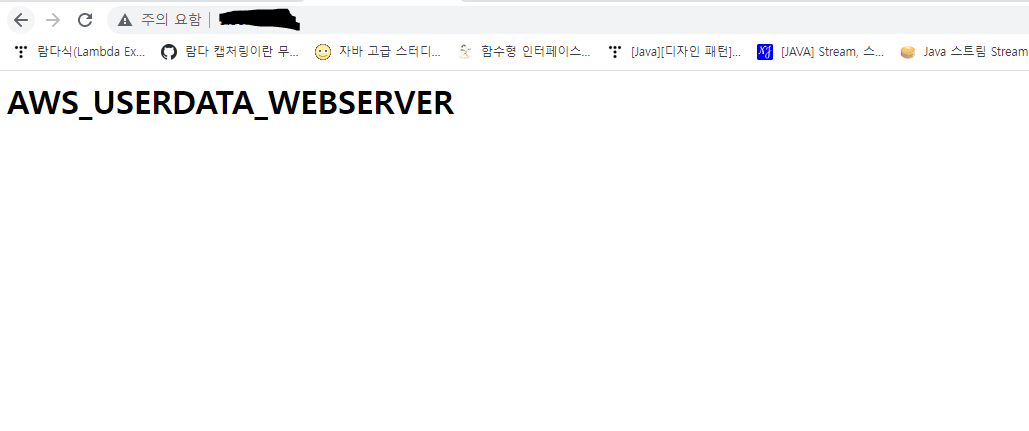 주의 요함
람다식(Lambda Ex... 람다 캡처링이란 무... 자바 고급 스터디... 함수형 인터페이스... [Java][디자인 패턴]... [JAVA] Stream, 스... Java 스트림 Stream
AWS_USERDATA_WEBSERVER